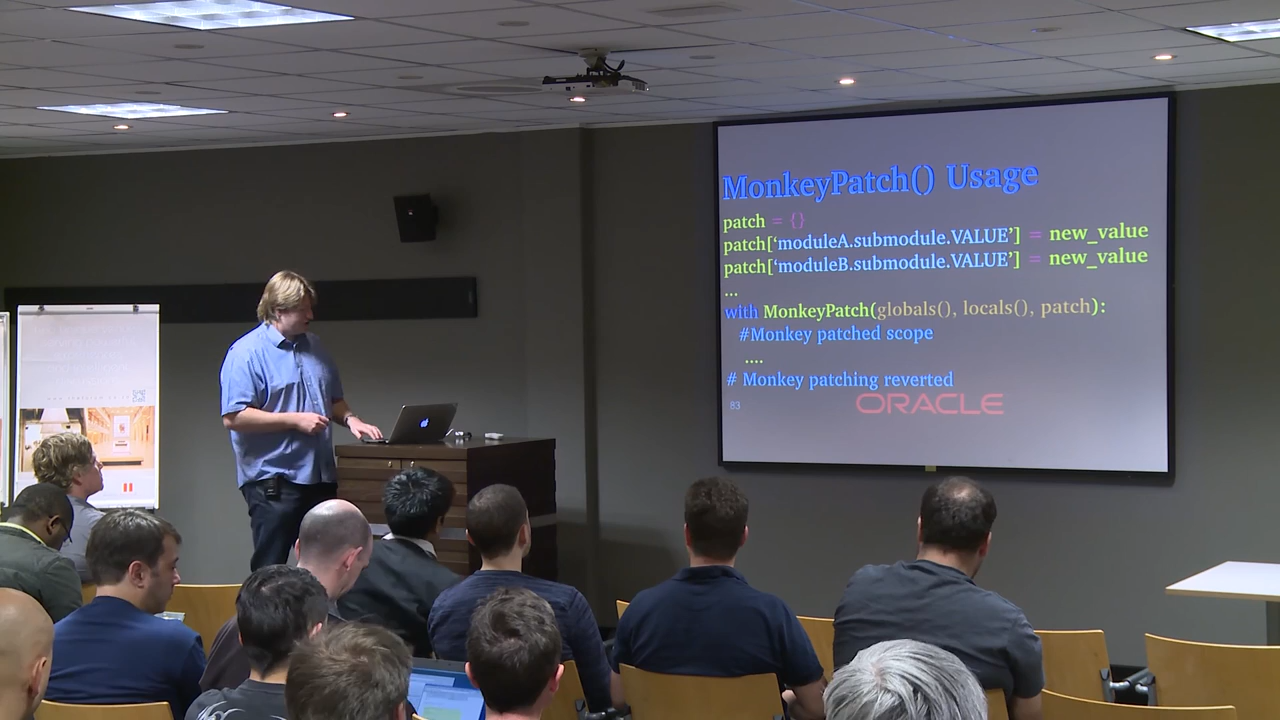 MonkeyPatch() Usage
patch = {}
patch[‘moduleA.submodule.VALUE’] = new_value
patch[‘moduleB.submodule.VALUE’] = new_value
...
with MonkeyPatch(globals(), locals(), patch):
#Monkey patched scope
....
# Monkey patching reverted
83
ORACLE